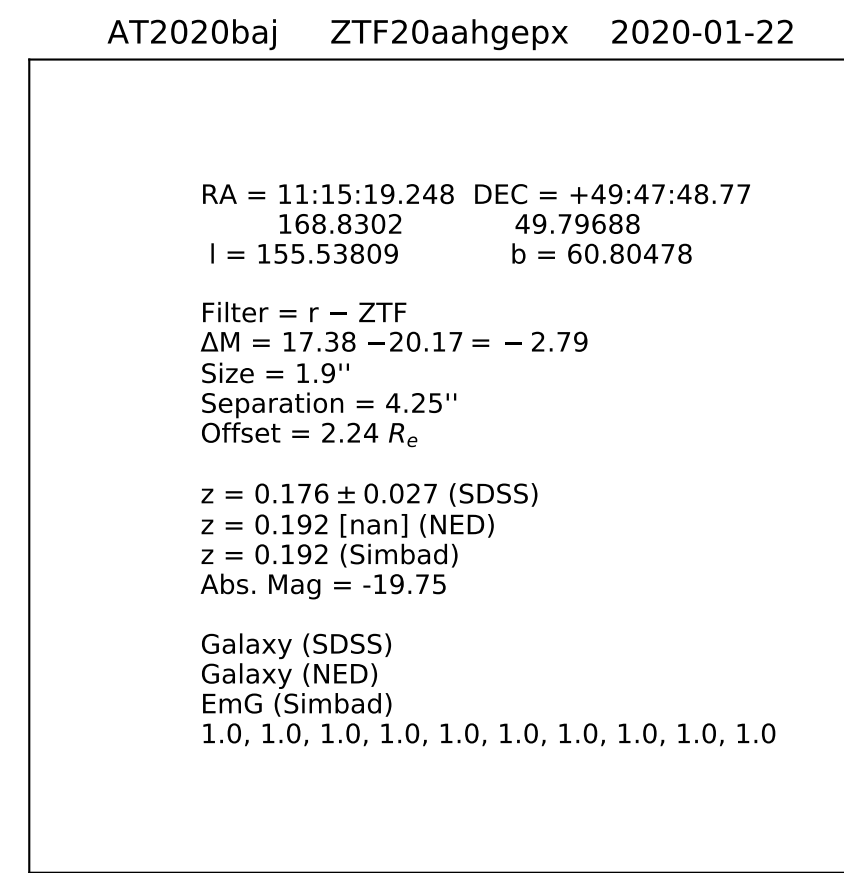 AT2020baj ZTF20aahgepx 2020-01-22
RA = 11:15:19.248 DEC = +49:47:48.77
168.8302 49.79688
l = 155.53809 b = 60.80478
Filter = r − ZTF
ΔM = 17.38 −20.17 = − 2.79
Size = 1.9''
Separation = 4.25''
Offset = 2.24 Rₑ
z = 0.176 ± 0.027 (SDSS)
z = 0.192 [nan] (NED)
z = 0.192 (Simbad)
Abs. Mag = -19.75
Galaxy (SDSS)
Galaxy (NED)
EmG (Simbad)
1.0, 1.0, 1.0, 1.0, 1.0, 1.0, 1.0, 1.0, 1.0, 1.0